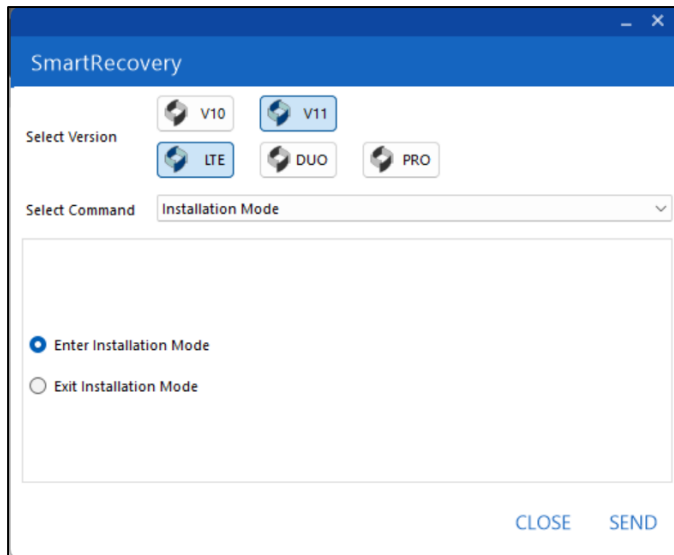 SmartRecovery
Select Version
V10 V11
LTE DUO PRO
Select Command Installation Mode
Enter Installation Mode
Exit Installation Mode
CLOSE SEND